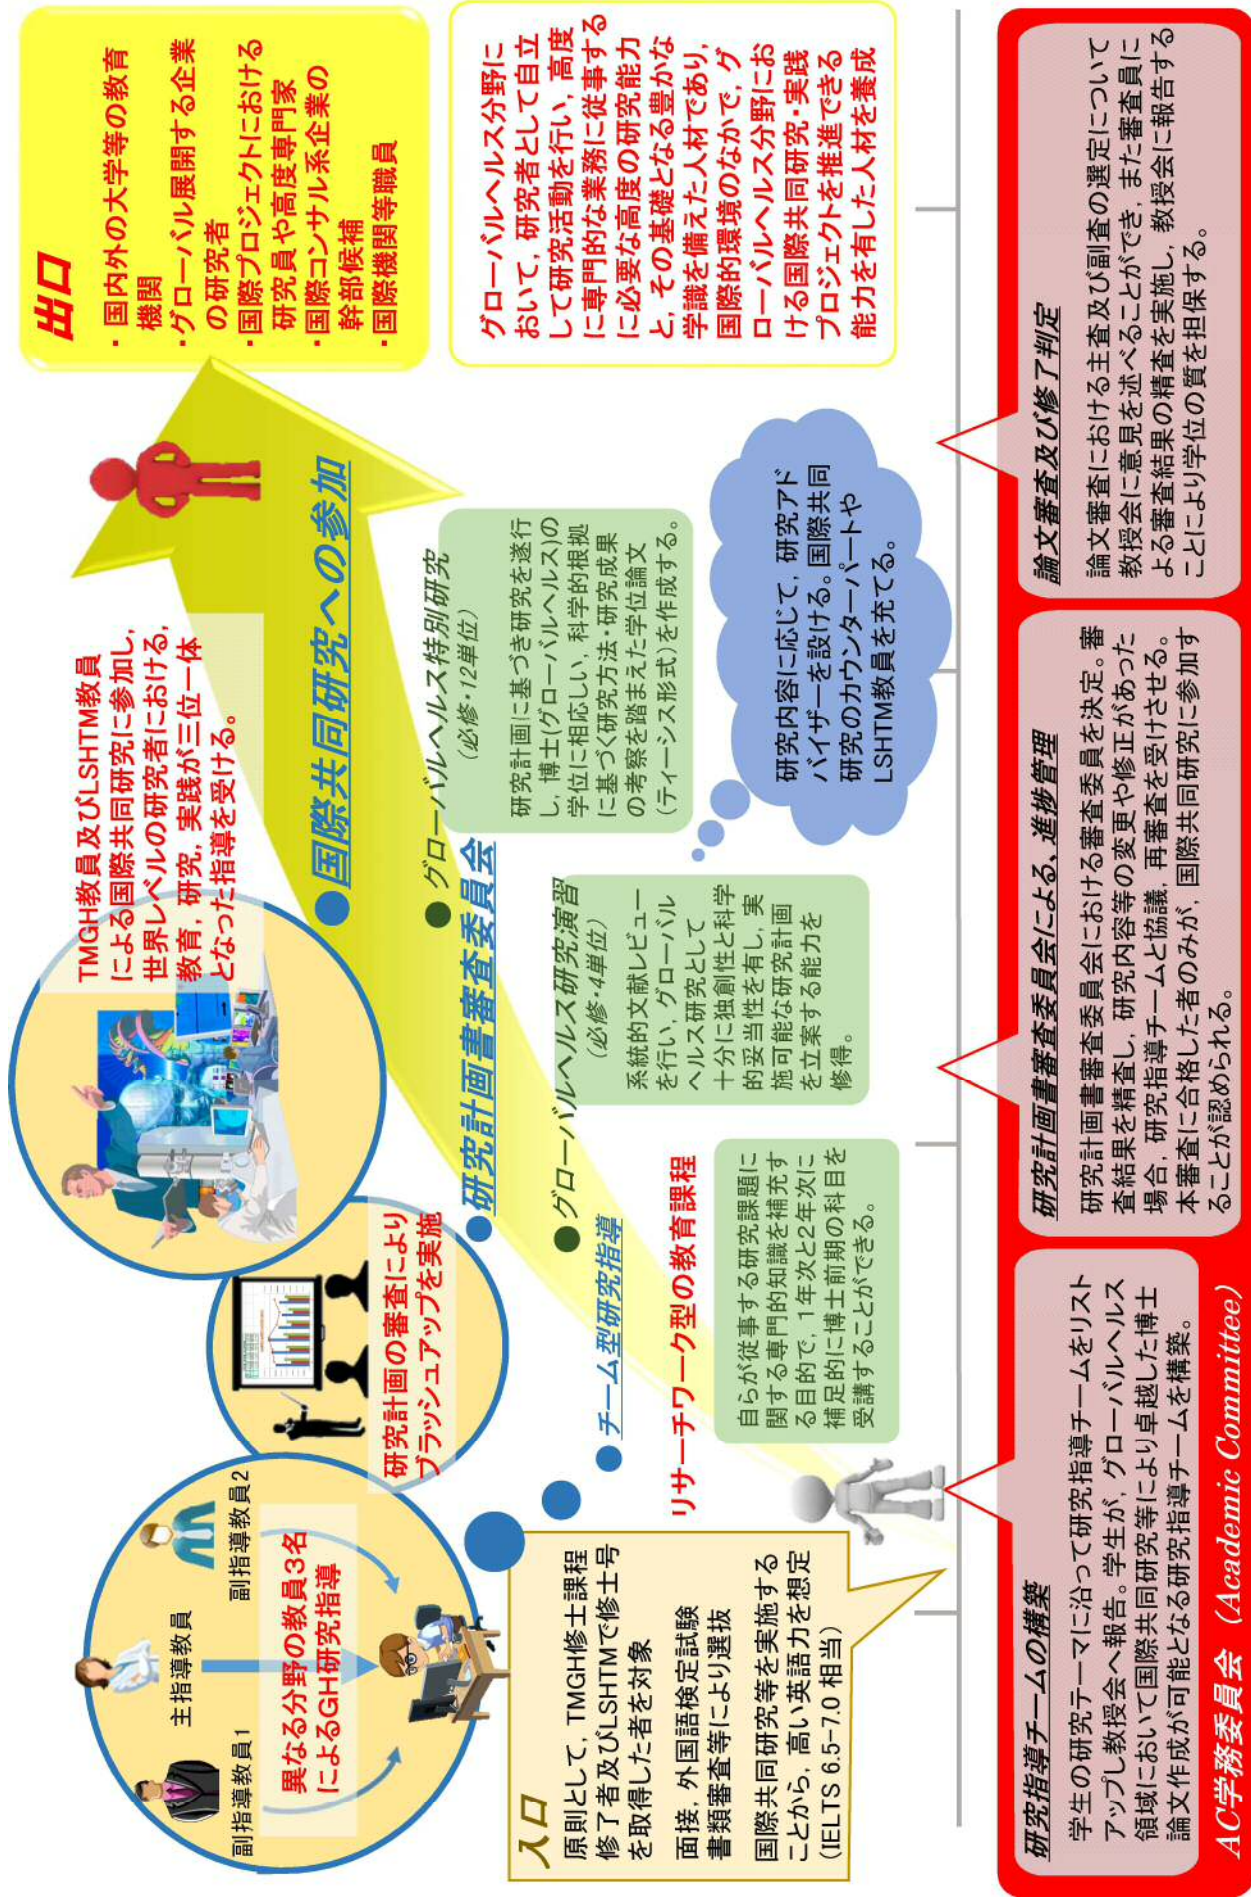 主指導教員
副指導教員1
副指導教員2
異なる分野の教員3名
によるGH研究指導
研究計画の審査により
ブラッシュアップを実施
TMGH教員及びLSHTM教員
による国際共同研究に参加し,
世界レベルの研究者における,
教育,研究,実践が三位一体
となった指導を受ける。
出口
・国内外の大学等の教育
機関
・グローバル展開する企業
の研究者
・国際プロジェクトにおける
研究員や高度専門家
・国際コンサル系企業の
幹部候補
・国際機関等職員
●国際共同研究への参加
●研究計画書審査委員会
●チーム型研究指導
入口
原則として,TMGH修士課程
修了者及びLSHTMで修士号
を取得した者を対象
面接,外国語検定試験
書類審査等により選抜
国際共同研究等を実施する
ことから,高い英語力を想定
(IELTS 6.5-7.0 相当)
リサーチワーク型の教育課程
自らが従事する研究課題に
関する専門的知識を補充す
る目的で,1年次と2年次に
補足的に博士前期の科目を
受講することができる。
●グローバルヘルス研究演習
(必修・4単位)
系統的文献レビュー
を行い,グローバル
ヘルス研究として
十分に独創性と科学
的妥当性を有し,実
施可能な研究計画
を立案する能力を
修得。
●グローバルヘルス特別研究
(必修・12単位)
研究計画に基づき研究を遂行
し,博士(グローバルヘルス)の
学位に相応しい,科学的根拠
に基づく研究方法・研究成果
の考察を踏まえた学位論文
(ティーシス形式)を作成する。
研究内容に応じて,研究アド
バイザーを設ける。国際共同
研究のカウンターパートや
LSHTM教員を充てる。
グローバルヘルス分野に
おいて,研究者として自立
して研究活動を行い,高度
に専門的な業務に従事する
に必要な高度の研究能力
と,その基礎となる豊かな
学識を備えた人材であり,
国際的環境のなかで,グ
ローバルヘルス分野にお
ける国際共同研究・実践
プロジェクトを推進できる
能力を有した人材を養成
研究指導チームの構築
学生の研究テーマに沿って研究指導チームをリスト
アップし教授会へ報告。学生が,グローバルヘルス
領域において国際共同研究等により卓越した博士
論文作成が可能となる研究指導チームを構築。
研究計画書審査委員会による、進捗管理
研究計画書審査委員会における審査委員を決定。審
査結果を精査し,研究内容等の変更や修正があった
場合,研究指導チームと協議,再審査を受けさせる。
本審査に合格した者のみが,国際共同研究に参加す
ることが認められる。
論文審査及び修了判定
論文審査における主査及び副査の選定について
教授会に意見を述べることができ,また審査員に
よる審査結果の精査を実施し,教授会に報告する
ことにより学位の質を担保する。
AC学務委員会 (Academic Committee)